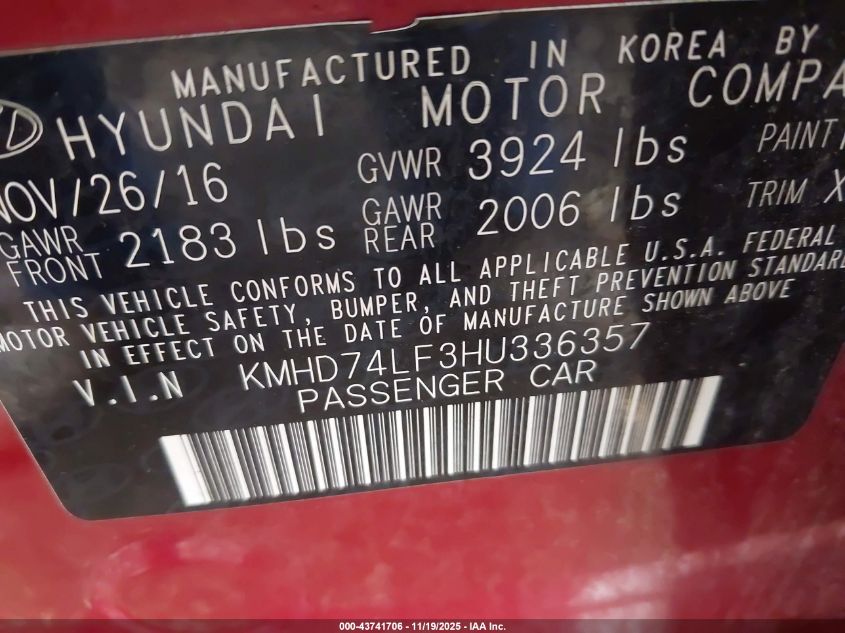 MANUFACTURED IN KOREA BY
HYUNDAI MOTOR COMPA
NOV/26/16 GVWR 3924 lbs PAINT
GAWR FRONT 2183 lbs GAWR REAR 2006 lbs TRIM X
THIS VEHICLE CONFORMS TO ALL APPLICABLE U.S.A. FEDERAL
MOTOR VEHICLE SAFETY, BUMPER, AND THEFT PREVENTION STANDARD
IN EFFECT ON THE DATE OF MANUFACTURE SHOWN ABOVE
V.I.N KMHD74LF3HU336357
PASSENGER CAR
000-43741706 - 11/19/2025 - IAA Inc.